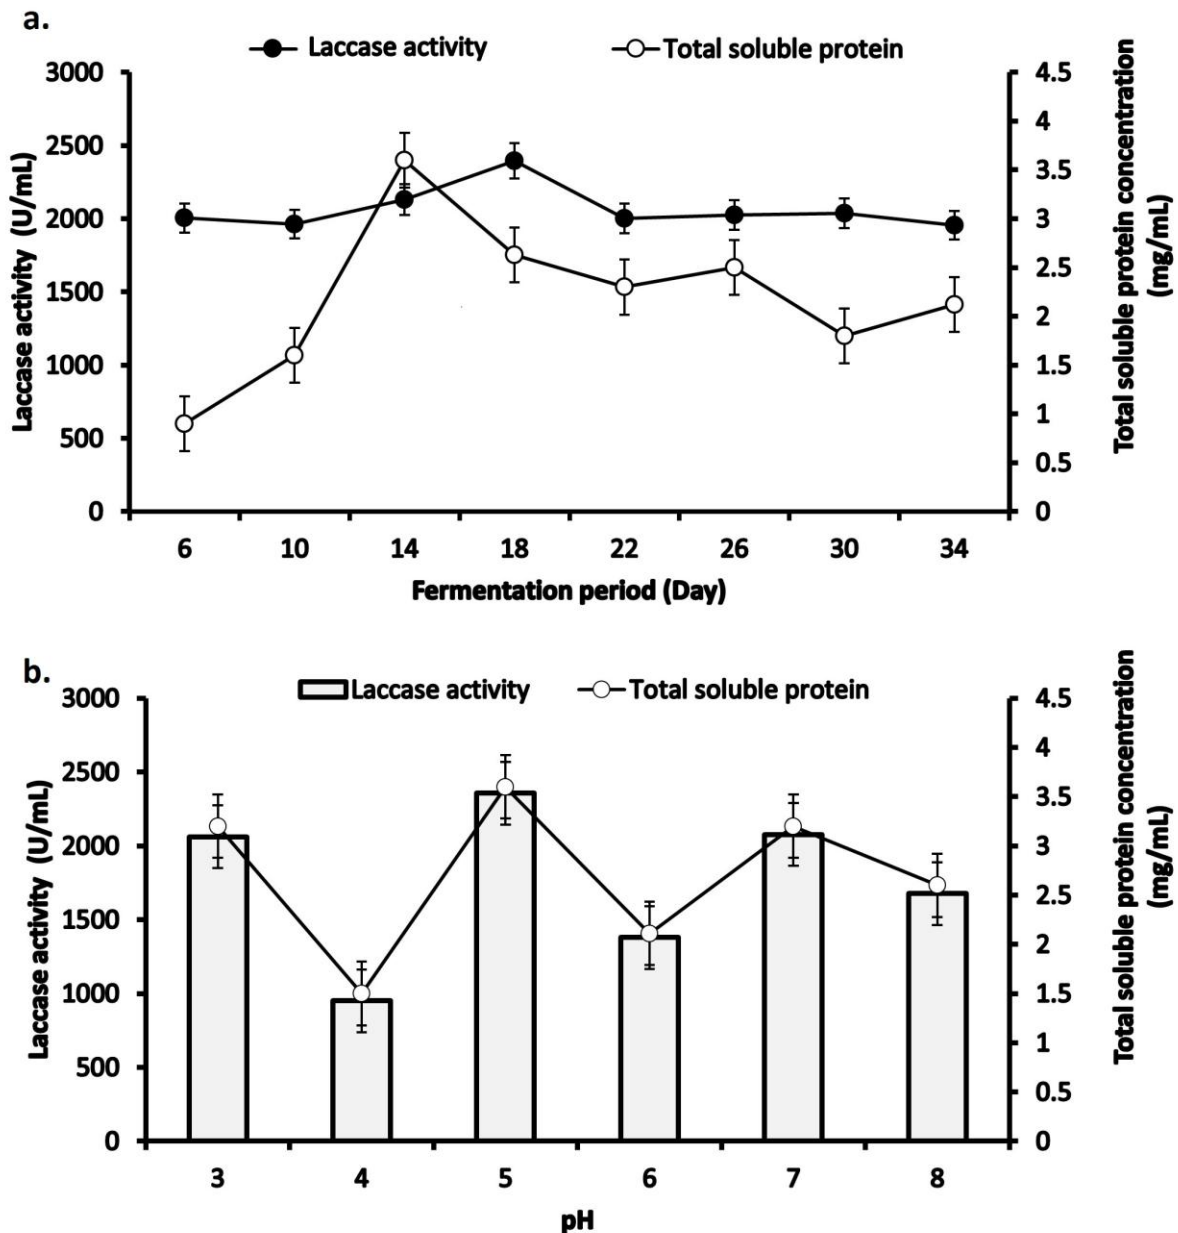 a.
Laccase activity
Total soluble protein
3000
2500
2000
1500
1000
500
0
Laccase activity (U/mL)
4.5
4
3.5
3
2.5
2
1.5
1
0.5
0
Total soluble protein concentration
(mg/mL)
6 10 14 18 22 26 30 34
Fermentation period (Day)
b.
Laccase activity
Total soluble protein
3000
2500
2000
1500
1000
500
0
Laccase activity (U/mL)
4.5
4
3.5
3
2.5
2
1.5
1
0.5
0
Total soluble protein concentration
(mg/mL)
3 4 5 6 7 8
pH